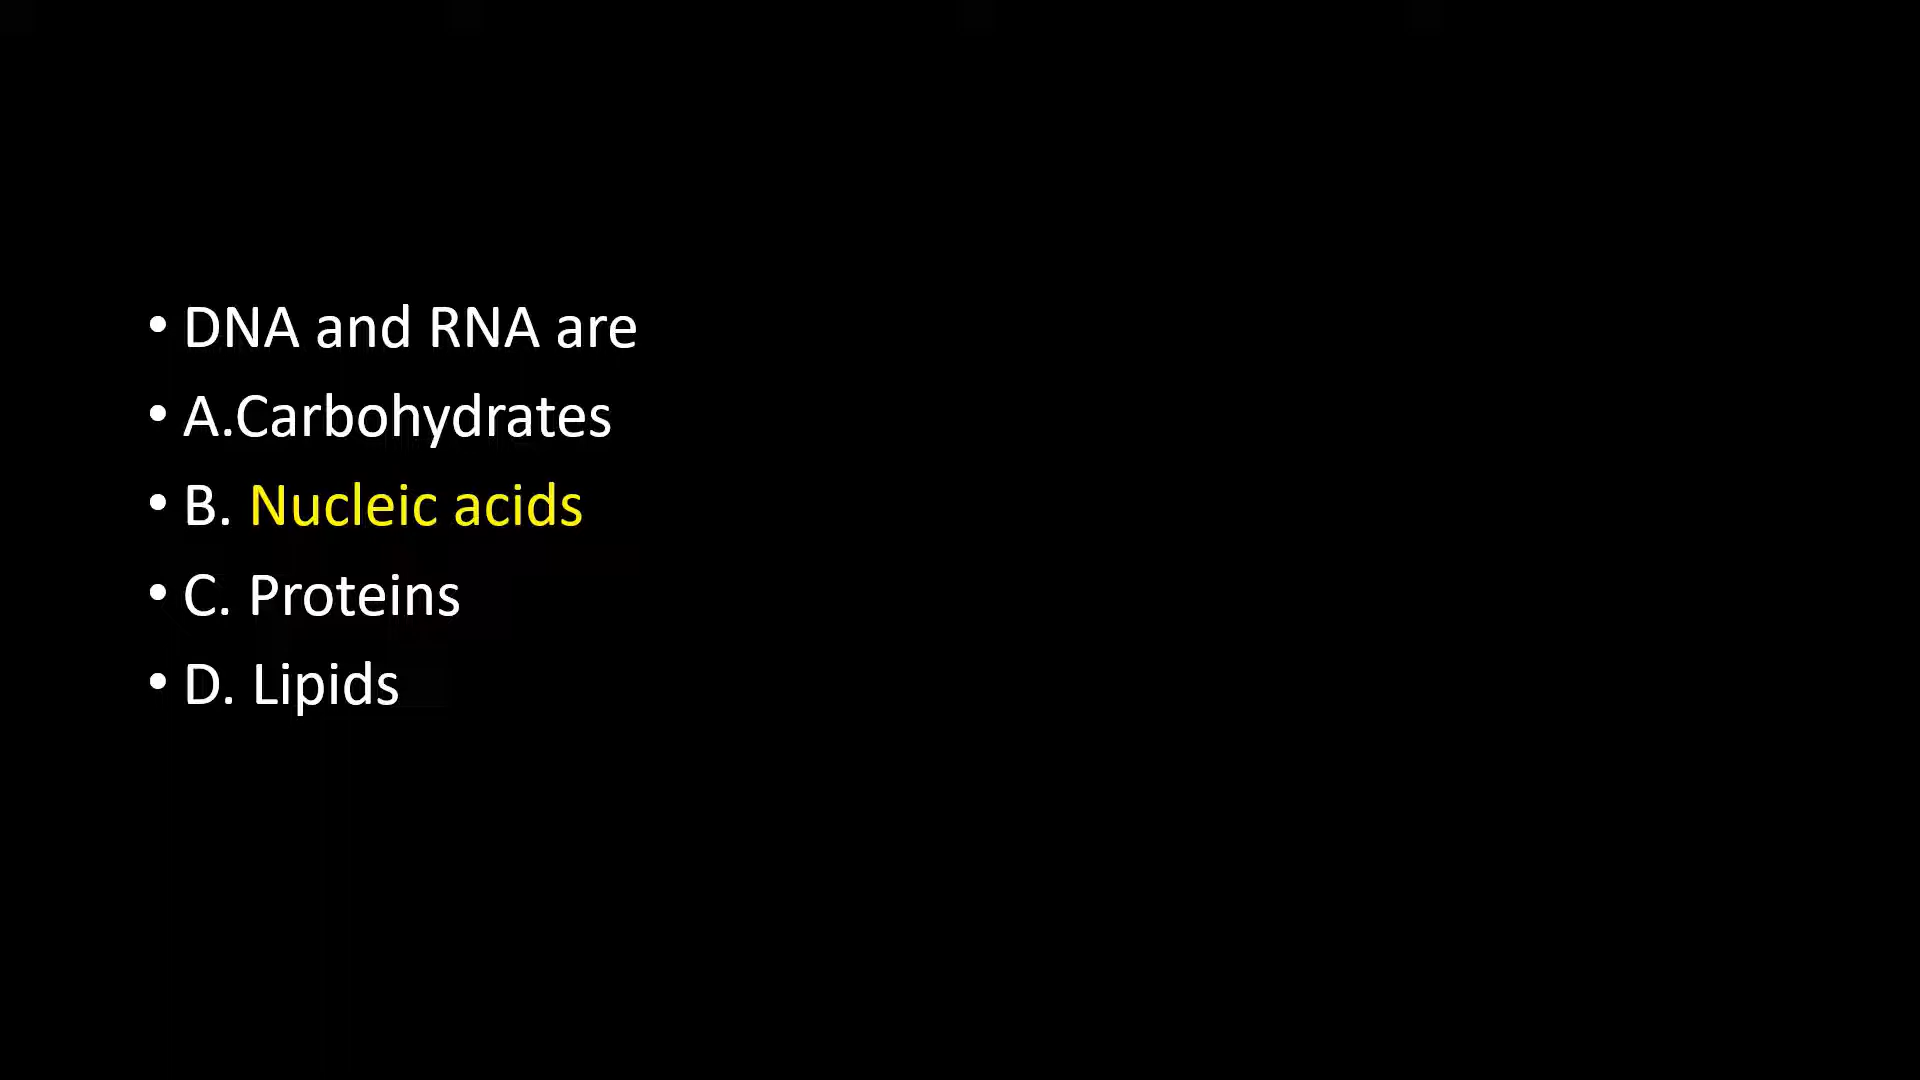 • DNA and RNA are
• A.Carbohydrates
• B. Nucleic acids
• C. Proteins
• D. Lipids